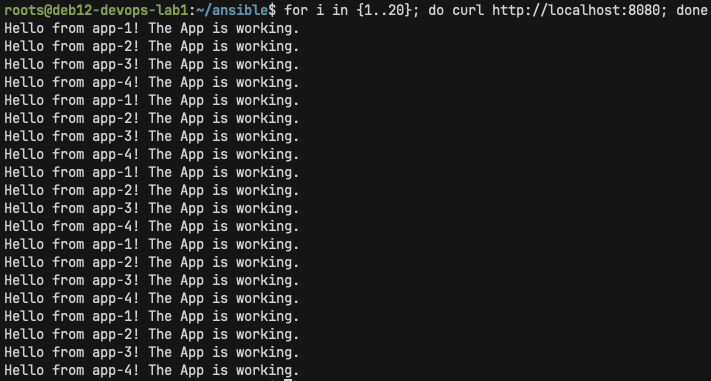 roots@deb12-devops-lab1:~/ansible$ for i in {1..20}; do curl http://localhost:8080; done
Hello from app-1! The App is working.
Hello from app-2! The App is working.
Hello from app-3! The App is working.
Hello from app-4! The App is working.
Hello from app-1! The App is working.
Hello from app-2! The App is working.
Hello from app-3! The App is working.
Hello from app-4! The App is working.
Hello from app-1! The App is working.
Hello from app-2! The App is working.
Hello from app-3! The App is working.
Hello from app-4! The App is working.
Hello from app-1! The App is working.
Hello from app-2! The App is working.
Hello from app-3! The App is working.
Hello from app-4! The App is working.
Hello from app-1! The App is working.
Hello from app-2! The App is working.
Hello from app-3! The App is working.
Hello from app-4! The App is working.